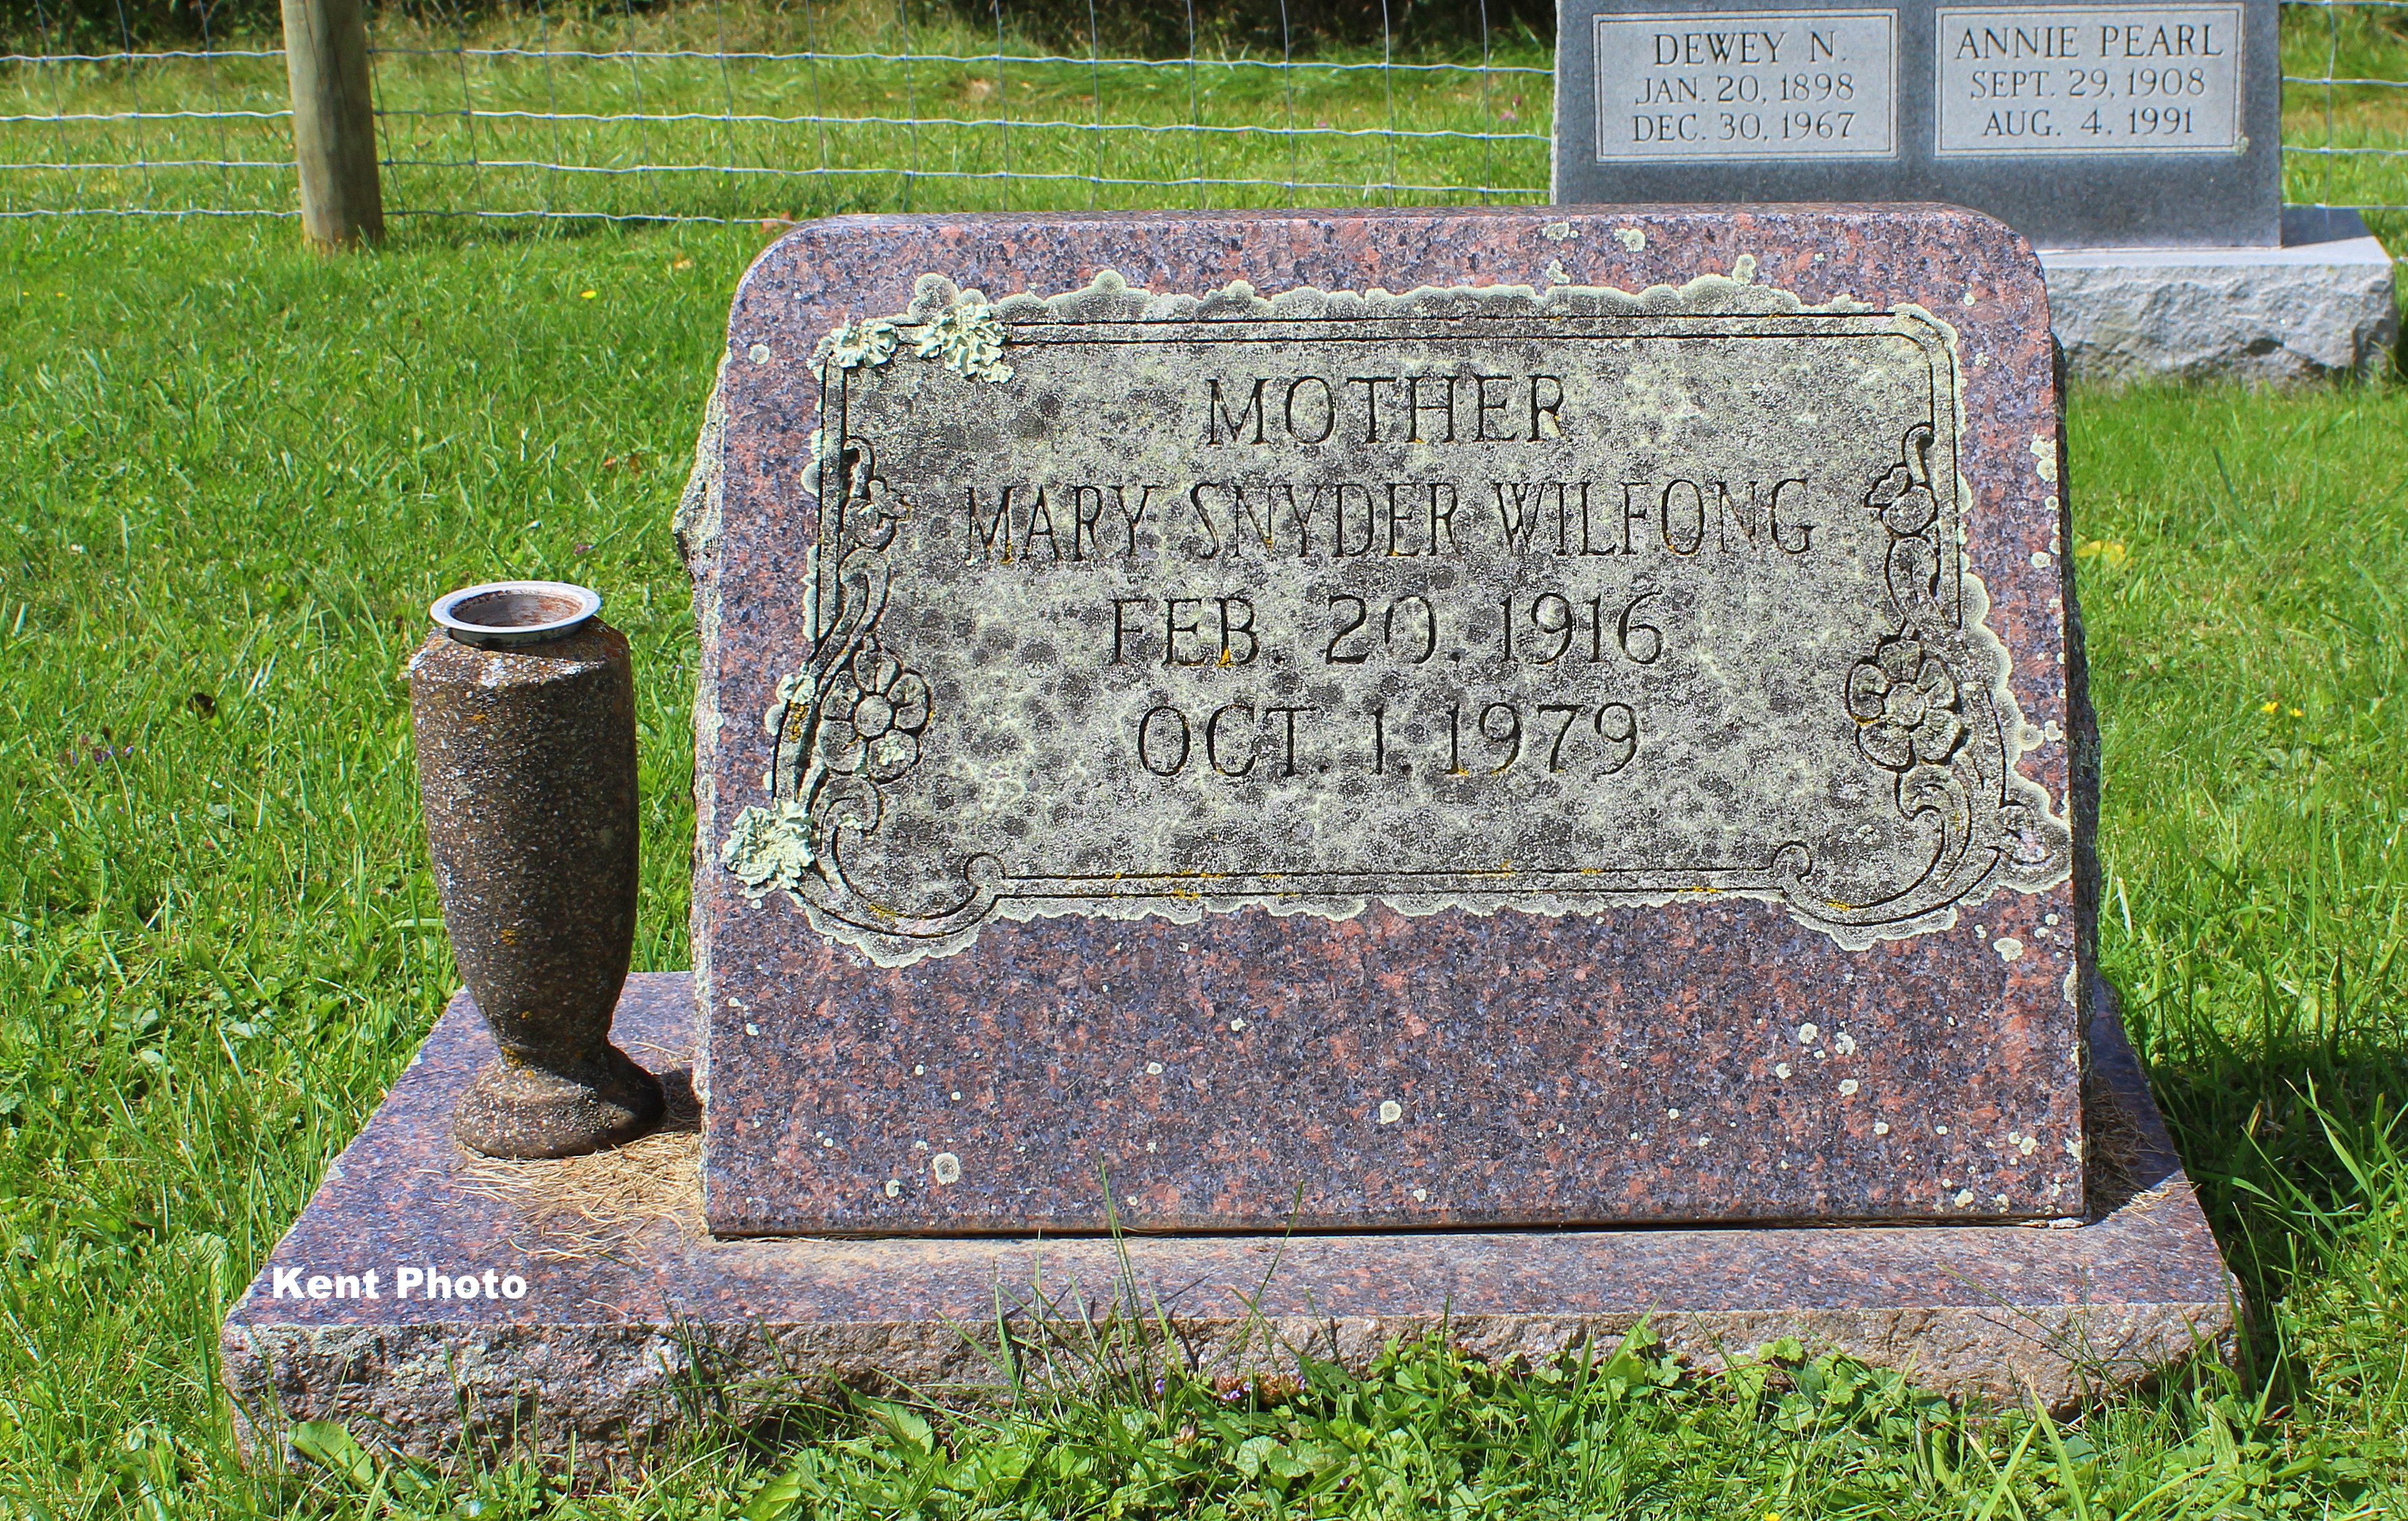 DEWEY N.
JAN. 20, 1898
DEC. 30, 1967
ANNIE PEARL
SEPT. 29, 1908
AUG. 4, 1991
MOTHER
MARY SNYDER WILFONG
FEB. 20. 1916
OCT. 1. 1979
Kent Photo